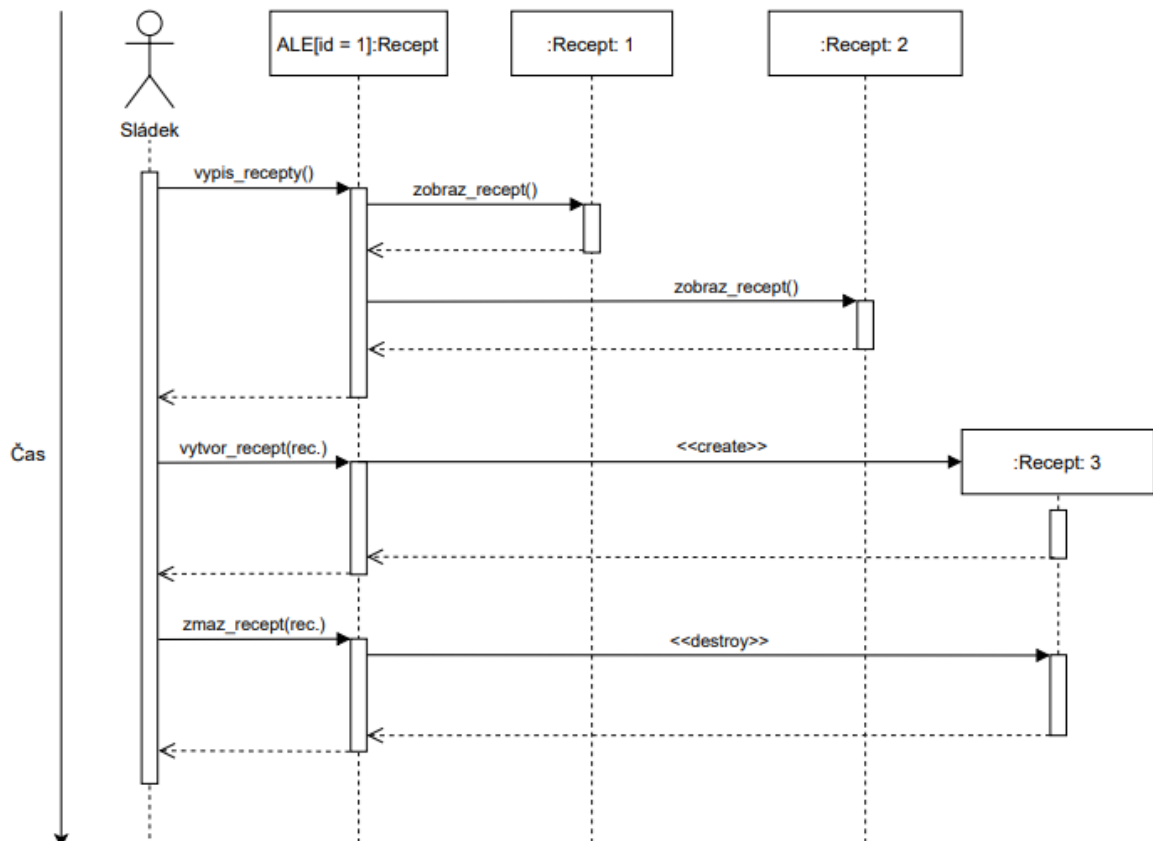 ALE[id = 1]:Recept
:Recept: 1
:Recept: 2
Sládek
vypis_recepty()
zobraz_recept()
zobraz_recept()
vytvor_recept(rec.)
<<create>>
Čas
:Recept: 3
zmaz_recept(rec.)
<<destroy>>